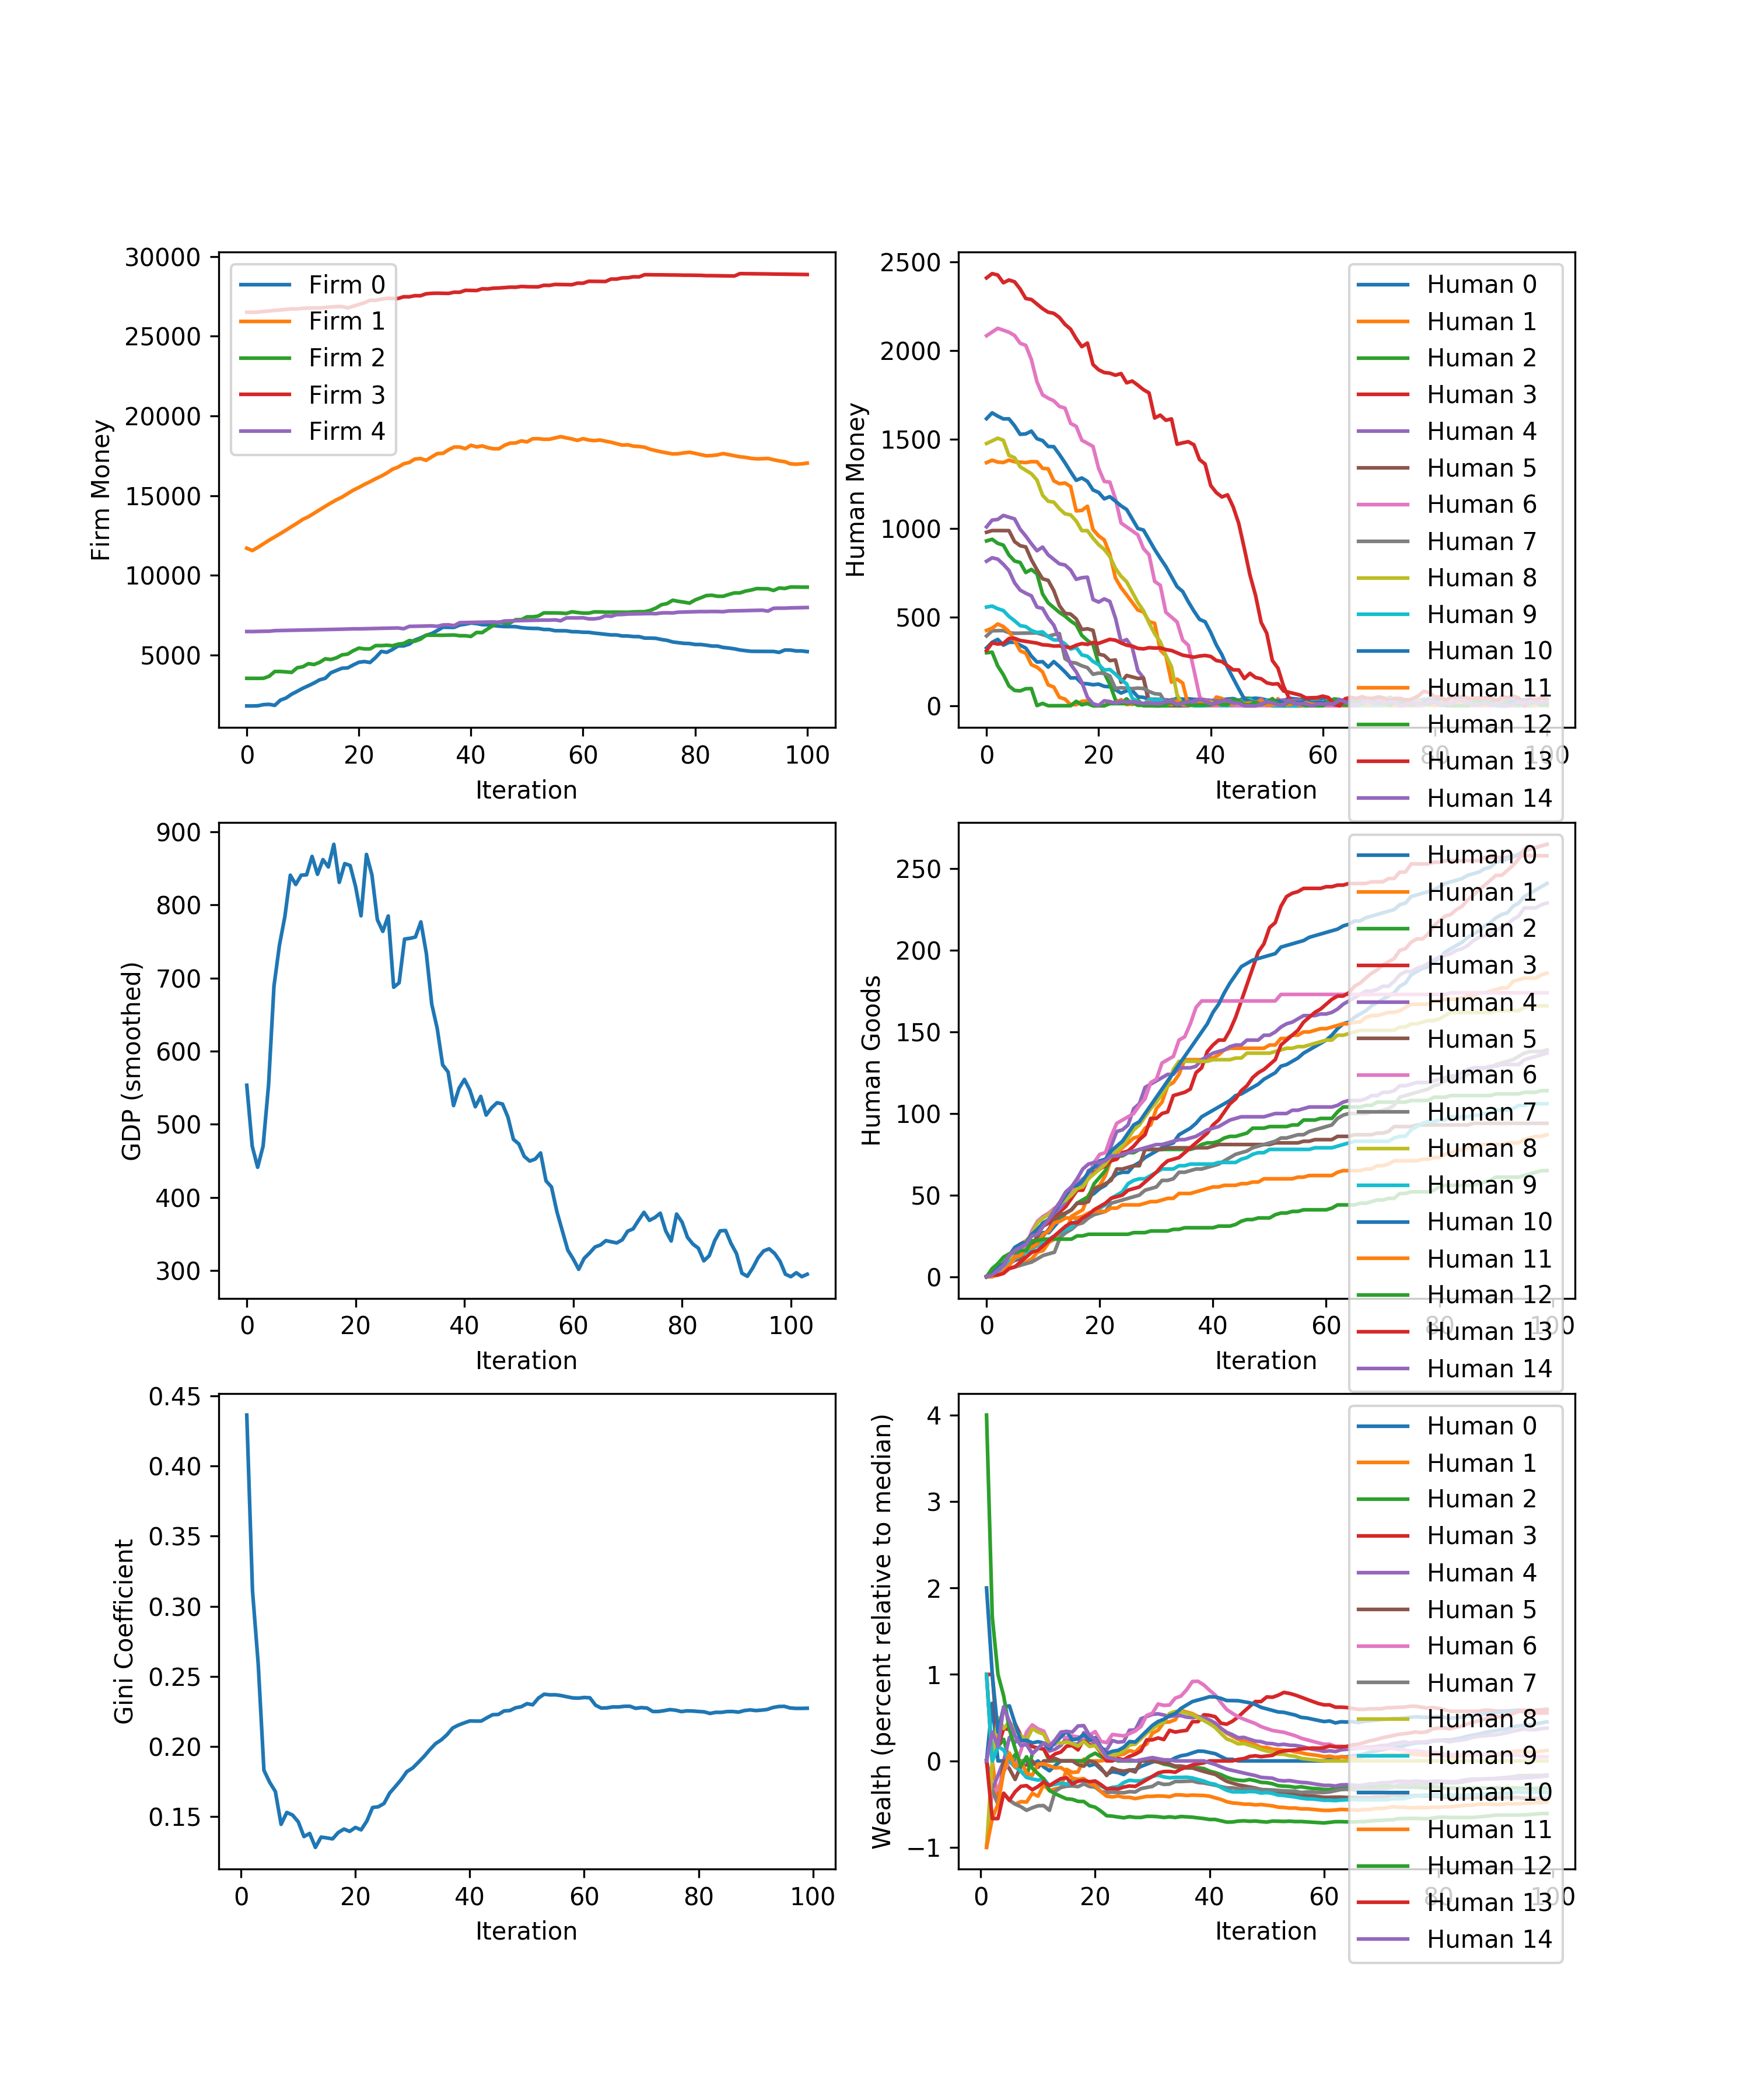 30000
25000
20000
15000
10000
5000
Firm Money
Firm 0
Firm 1
Firm 2
Firm 3
Firm 4
0 20 40 60 80 100
Iteration
2500
2000
1500
1000
500
0
Human Money
Human 0
Human 1
Human 2
Human 3
Human 4
Human 5
Human 6
Human 7
Human 8
Human 9
Human 10
Human 11
Human 12
Human 13
Human 14
0 20 40 60 80 100
Iteration
900
800
700
600
500
400
300
GDP (smoothed)
0 20 40 60 80 100
Iteration
250
200
150
100
50
0
Human Goods
Human 0
Human 1
Human 2
Human 3
Human 4
Human 5
Human 6
Human 7
Human 8
Human 9
Human 10
Human 11
Human 12
Human 13
Human 14
0 20 40 60 80 100
Iteration
0.45
0.40
0.35
0.30
0.25
0.20
0.15
Gini Coefficient
0 20 40 60 80 100
Iteration
4
3
2
1
0
−1
Wealth (percent relative to median)
Human 0
Human 1
Human 2
Human 3
Human 4
Human 5
Human 6
Human 7
Human 8
Human 9
Human 10
Human 11
Human 12
Human 13
Human 14
0 20 40 60 80 100
Iteration